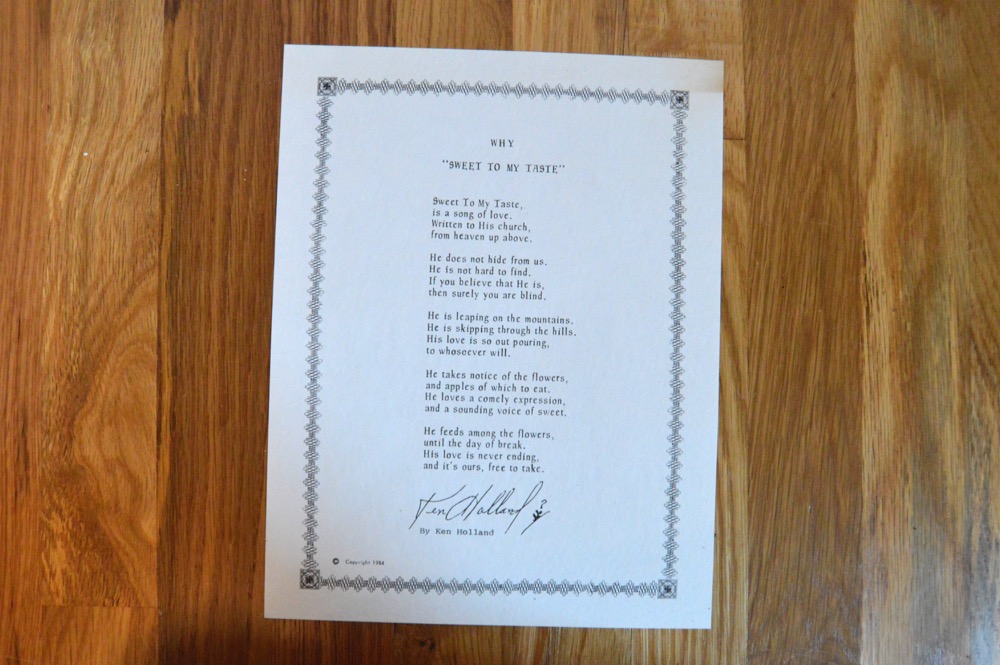 WHY
"SWEET TO MY TASTE"
Sweet To My Taste,
is a song of love.
Written to His church,
from heaven up above.
He does not hide from us.
He is not hard to find.
If you believe that He is,
then surely you are blind.
He is leaping on the mountains.
He is skipping through the hills.
His love is so out pouring,
to whosoever will.
He takes notice of the flowers,
and apples of which to eat.
He loves a comely expression,
and a sounding voice of sweet.
He feeds among the flowers,
until the day of break.
His love is never ending,
and it's ours, free to take.
Ken Holland
By Ken Holland
© Copyright 1984